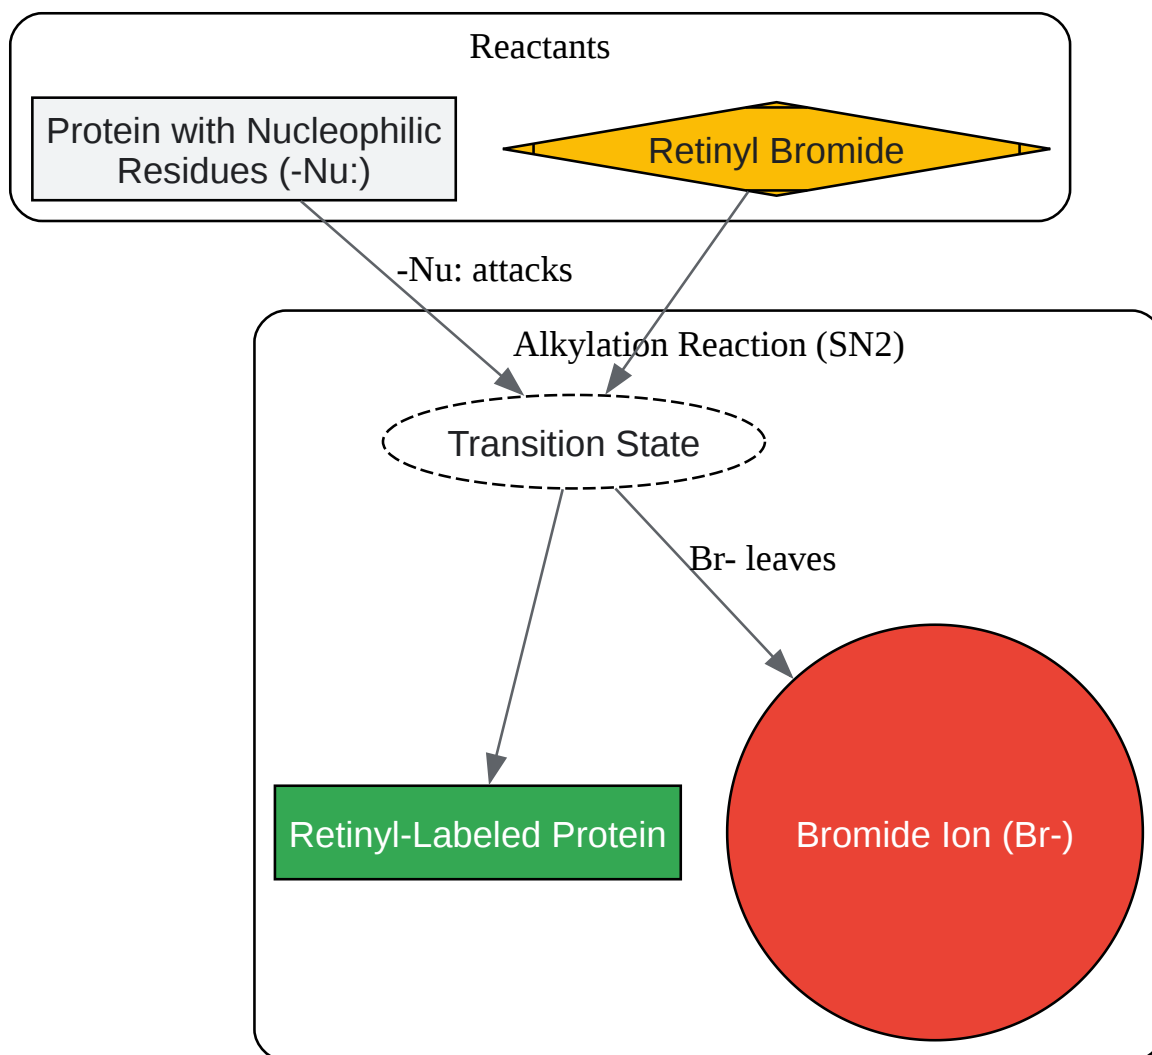 Reactants
Protein with Nucleophilic
Residues (-Nu:)
Retinyl Bromide
-Nu: attacks
Alkylation Reaction (SN2)
Transition State
Br- leaves
Retinyl-Labeled Protein
Bromide Ion (Br-)